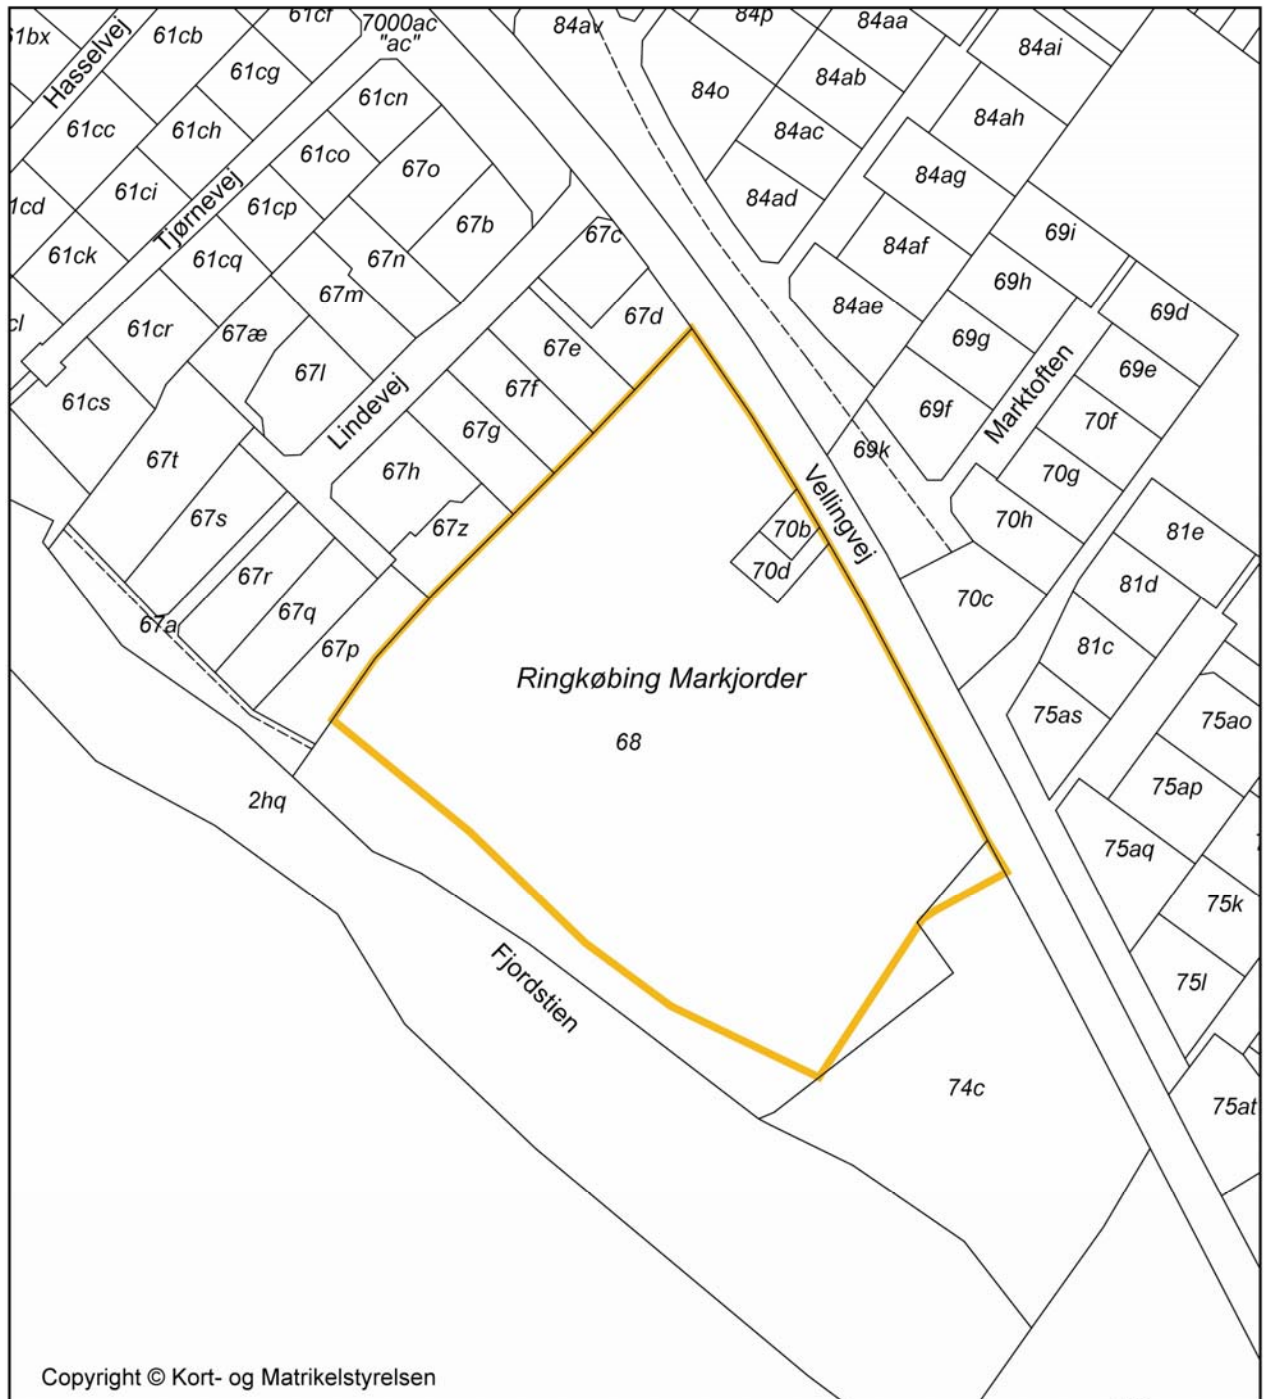 61cf
7000ac
"ac"
84av
84p
84aa
61cb
Hasselvej
61cg
84ai
84ab
84o
61cn
61cc
61ch
84ac
84ah
61co
67o
84ag
61ci
84ad
61cp
Tjørnevej
67b
67c
69i
84af
61ck
61cq
67n
69h
67m
84ae
69d
67d
61cr
67æ
69g
67e
67l
69e
67f
Lindevej
61cs
Marktoften
69f
70f
67g
69k
67t
67h
70g
Vellingvej
67s
67z
70b
70h
81e
70d
67r
81d
70c
67q
67a
81c
67p
Ringkøbing Markjorder
75as
75ao
68
75ap
2hq
75aq
75k
Fjordstien
75l
74c
75at
Copyright © Kort- og Matrikelstyrelsen